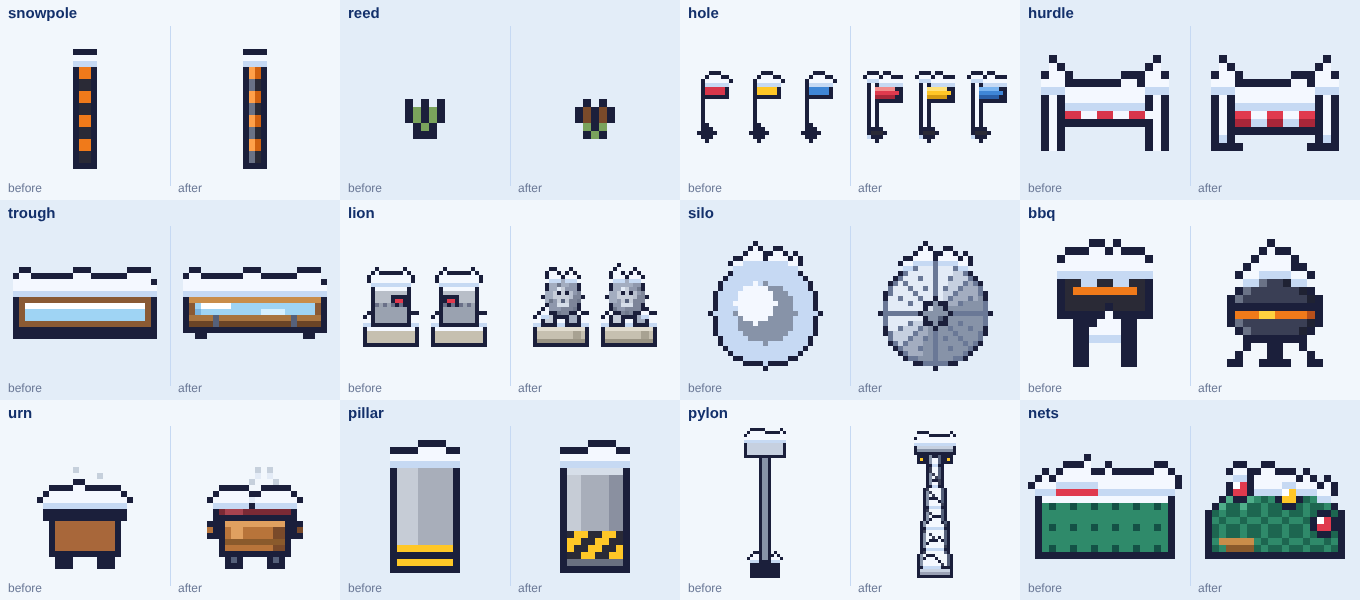 snowpole
reed
hole
hurdle
before
after
before
after
before
after
before
after
trough
lion
silo
bbq
before
after
before
after
before
after
before
after
urn
pillar
pylon
nets
before
after
before
after
before
after
before
after